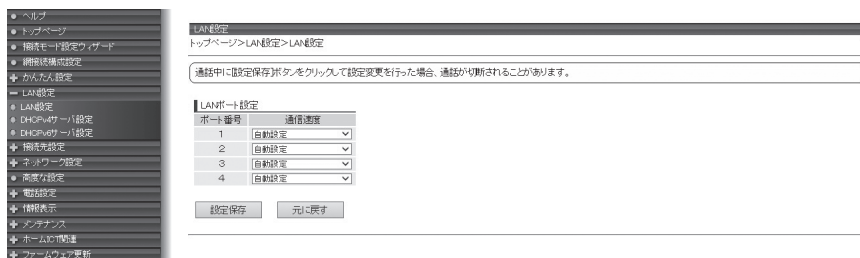 ヘルプ
トップページ
接続モード設定ウィザード
網接続構成設定
かんたん設定
LAN設定
LAN設定
DHCPv4サーバ設定
DHCPv6サーバ設定
接続先設定
ネットワーク設定
高度な設定
電話設定
情報表示
メンテナンス
ホームICT関連
ファームウェア更新
LAN設定
トップページ>LAN設定>LAN設定
通話中に[設定保存]ボタンをクリックして設定変更を行った場合、通話が切断されることがあります。
LANポート設定
ポート番号 通信速度
1 自動設定
2 自動設定
3 自動設定
4 自動設定
設定保存 元に戻す